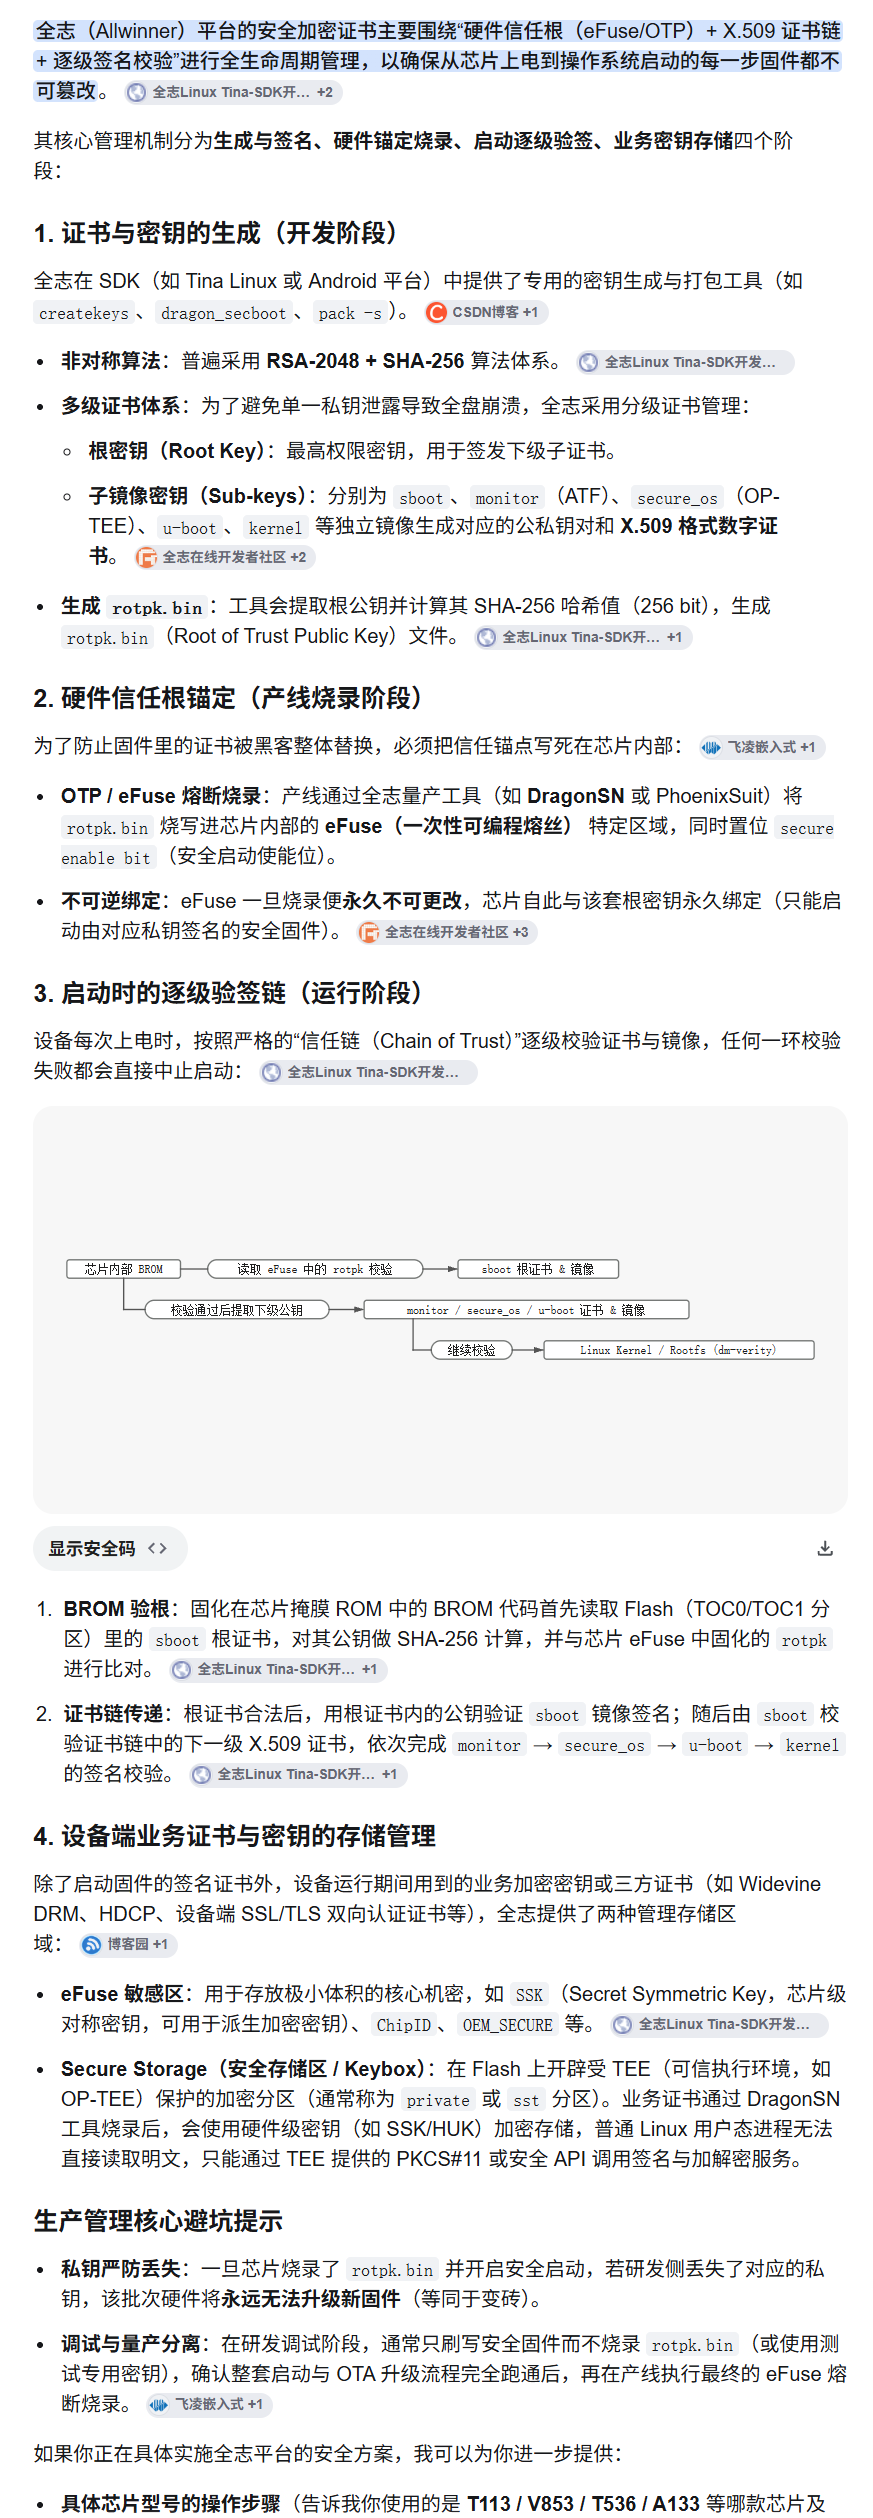 全志（Allwinner）平台的安全加密证书主要围绕“硬件信任根（eFuse/OTP）+ X.509 证书链
+ 逐级签名校验”进行全生命周期管理，以确保从芯片上电到操作系统启动的每一步固件都不
可篡改。 全志Linux Tina-SDK开... +2
其核心管理机制分为生成与签名、硬件锚定烧录、启动逐级验签、业务密钥存储四个阶
段：
1. 证书与密钥的生成（开发阶段）
全志在 SDK（如 Tina Linux 或 Android 平台）中提供了专用的密钥生成与打包工具（如
createkeys、dragon_secboot、pack -s）。 CSDN博客 +1
• 非对称算法：普遍采用 RSA-2048 + SHA-256 算法体系。 全志Linux Tina-SDK开发...
• 多级证书体系：为了避免单一私钥泄露导致全盘崩溃，全志采用分级证书管理：
◦ 根密钥（Root Key）：最高权限密钥，用于签发下级子证书。
◦ 子镜像密钥（Sub-keys）：分别为 sboot、monitor（ATF）、secure_os（OP-
TEE）、u-boot、kernel 等独立镜像生成对应的公私钥对和 X.509 格式数字证
书。 全志在线开发者社区 +2
• 生成 rotpk.bin：工具会提取根公钥并计算其 SHA-256 哈希值（256 bit），生成
rotpk.bin（Root of Trust Public Key）文件。 全志Linux Tina-SDK开... +1
2. 硬件信任根锚定（产线烧录阶段）
为了防止固件里的证书被黑客整体替换，必须把信任锚点写死在芯片内部： 飞凌嵌入式 +1
• OTP / eFuse 熔断烧录：产线通过全志量产工具（如 DragonSN 或 PhoenixSuit）将
rotpk.bin 烧写进芯片内部的 eFuse（一次性可编程熔丝） 特定区域，同时置位 secure
enable bit（安全启动使能位）。
• 不可逆绑定：eFuse 一旦烧录便永久不可更改，芯片自此与该套根密钥永久绑定（只能启
动由对应私钥签名的安全固件）。 全志在线开发者社区 +3
3. 启动时的逐级验签链（运行阶段）
设备每次上电时，按照严格的“信任链（Chain of Trust）”逐级校验证书与镜像，任何一环校验
失败都会直接中止启动： 全志Linux Tina-SDK开发...
芯片内部 BROM 读取 eFuse 中的 rotpk 校验 sboot 根证书 & 镜像
校验通过后提取下级公钥 monitor / secure_os / u-boot 证书 & 镜像
继续校验 Linux Kernel / Rootfs (dm-verity)
显示安全码 <>
1. BROM 验根：固化在芯片掩膜 ROM 中的 BROM 代码首先读取 Flash（TOC0/TOC1 分
区）里的 sboot 根证书，对其公钥做 SHA-256 计算，并与芯片 eFuse 中固化的 rotpk
进行比对。 全志Linux Tina-SDK开... +1
2. 证书链传递：根证书合法后，用根证书内的公钥验证 sboot 镜像签名；随后由 sboot 校
验证书链中的下一级 X.509 证书，依次完成 monitor → secure_os → u-boot → kernel
的签名校验。 全志Linux Tina-SDK开... +1
4. 设备端业务证书与密钥的存储管理
除了启动固件的签名证书外，设备运行期间用到的业务加密密钥或三方证书（如 Widevine
DRM、HDCP、设备端 SSL/TLS 双向认证证书等），全志提供了两种管理存储区
域： 博客园 +1
• eFuse 敏感区：用于存放极小体积的核心机密，如 SSK（Secret Symmetric Key，芯片级
对称密钥，可用于派生加密密钥）、ChipID、OEM_SECURE 等。 全志Linux Tina-SDK开发...
• Secure Storage（安全存储区 / Keybox）：在 Flash 上开辟受 TEE（可信执行环境，如
OP-TEE）保护的加密分区（通常称为 private 或 sst 分区）。业务证书通过 DragonSN
工具烧录后，会使用硬件级密钥（如 SSK/HUK）加密存储，普通 Linux 用户态进程无法
直接读取明文，只能通过 TEE 提供的 PKCS#11 或安全 API 调用签名与加解密服务。
生产管理核心避坑提示
• 私钥严防丢失：一旦芯片烧录了 rotpk.bin 并开启安全启动，若研发侧丢失了对应的私
钥，该批次硬件将永远无法升级新固件（等同于变砖）。
• 调试与量产分离：在研发调试阶段，通常只刷写安全固件而不烧录 rotpk.bin（或使用测
试专用密钥），确认整套启动与 OTA 升级流程完全跑通后，再在产线执行最终的 eFuse 熔
断烧录。 飞凌嵌入式 +1
如果你正在具体实施全志平台的安全方案，我可以为你进一步提供：
• 具体芯片型号的操作步骤（告诉我你使用的是 T113 / V853 / T536 / A133 等哪款芯片及